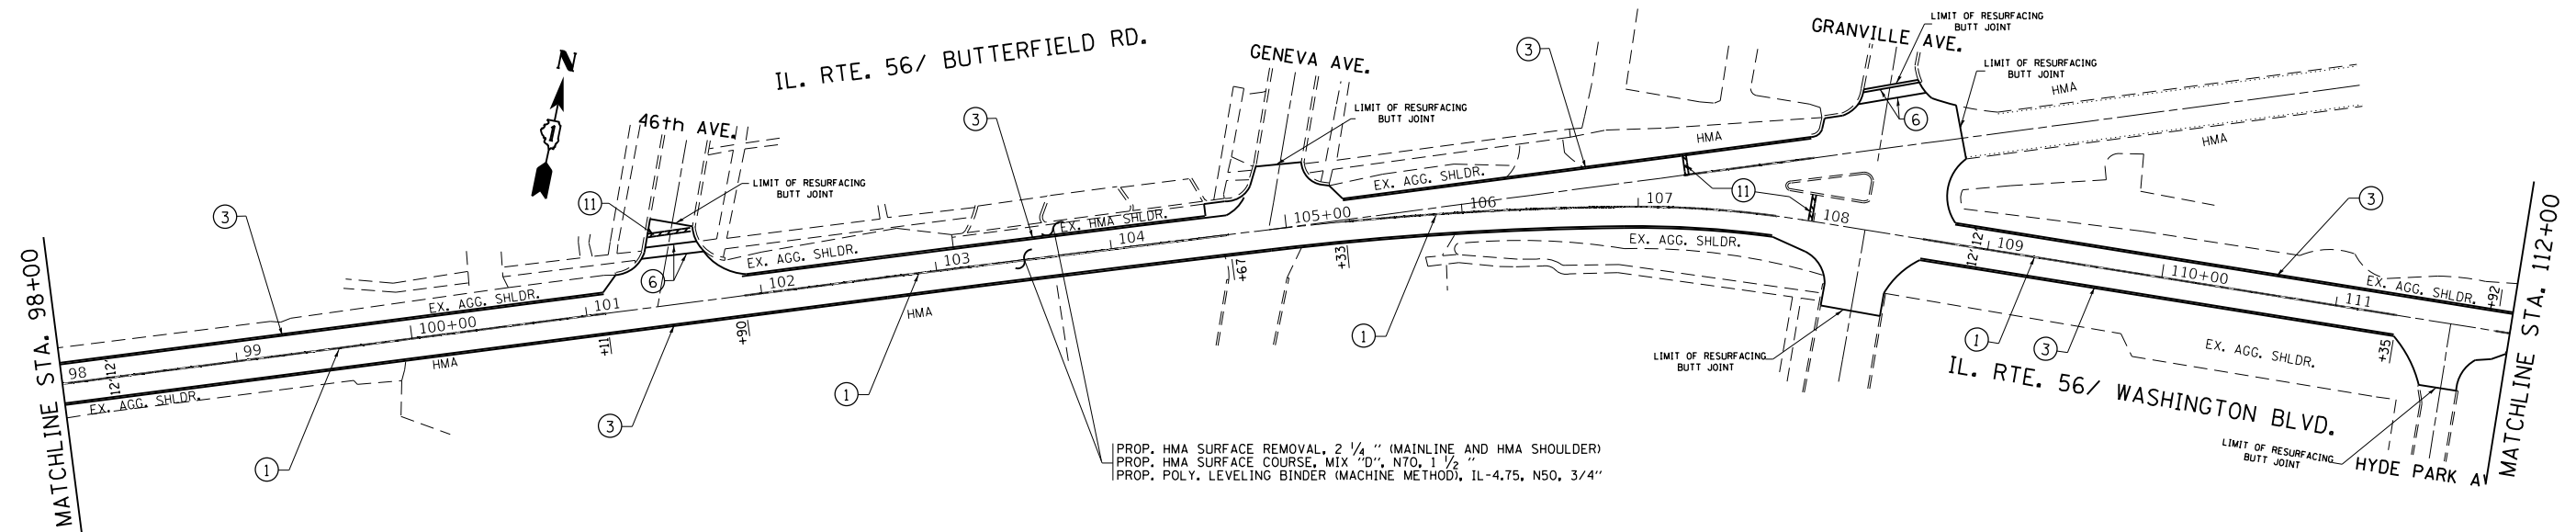 LIMIT OF RESURFACING
BUTT JOINT
GRANVILLE AVE.
IL. RTE. 56/ BUTTERFIELD RD.
GENEVA AVE.
3
N
LIMIT OF RESURFACING
BUTT JOINT
HMA
LIMIT OF RESURFACING
BUTT JOINT
6
46th AVE.
3
HMA
HMA
1
LIMIT OF RESURFACING
BUTT JOINT
EX. AGG. SHLDR.
11
11
3
3
EX. HMA SHLDR.
105+00
106
107
108
EX. AGG. SHLDR.
104
EX. AGG. SHLDR.
12' 12'
109
MATCHLINE STA. 98+00
MATCHLINE STA. 112+00
6
103
102
+67
+33
110+00
EX. AGG. SHLDR.
+92
EX. AGG. SHLDR.
101
100+00
HMA
111
99
+11
+90
1
1
3
98
12' 12'
HMA
LIMIT OF RESURFACING
BUTT JOINT
EX. AGG. SHLDR.
+35
EX. AGG. SHLDR.
1
IL. RTE. 56/ WASHINGTON BLVD.
3
1
PROP. HMA SURFACE REMOVAL, 2 1/4 " (MAINLINE AND HMA SHOULDER)
PROP. HMA SURFACE COURSE, MIX "D", N70, 1 1/2 "
PROP. POLY. LEVELING BINDER (MACHINE METHOD), IL-4.75, N50, 3/4"
LIMIT OF RESURFACING
BUTT JOINT
HYDE PARK A